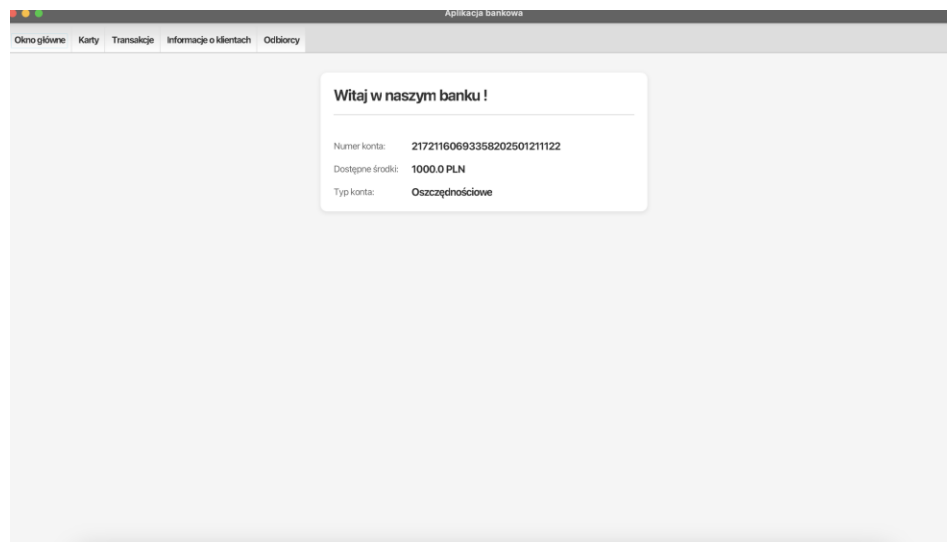 Aplikacja bankowa
Okno główne Karty Transakcje Informacje o klientach Odbiorcy
Witaj w naszym banku !
Numer konta: 21721160693358202501211122
Dostępne środki: 1000.0 PLN
Typ konta: Oszczędnościowe